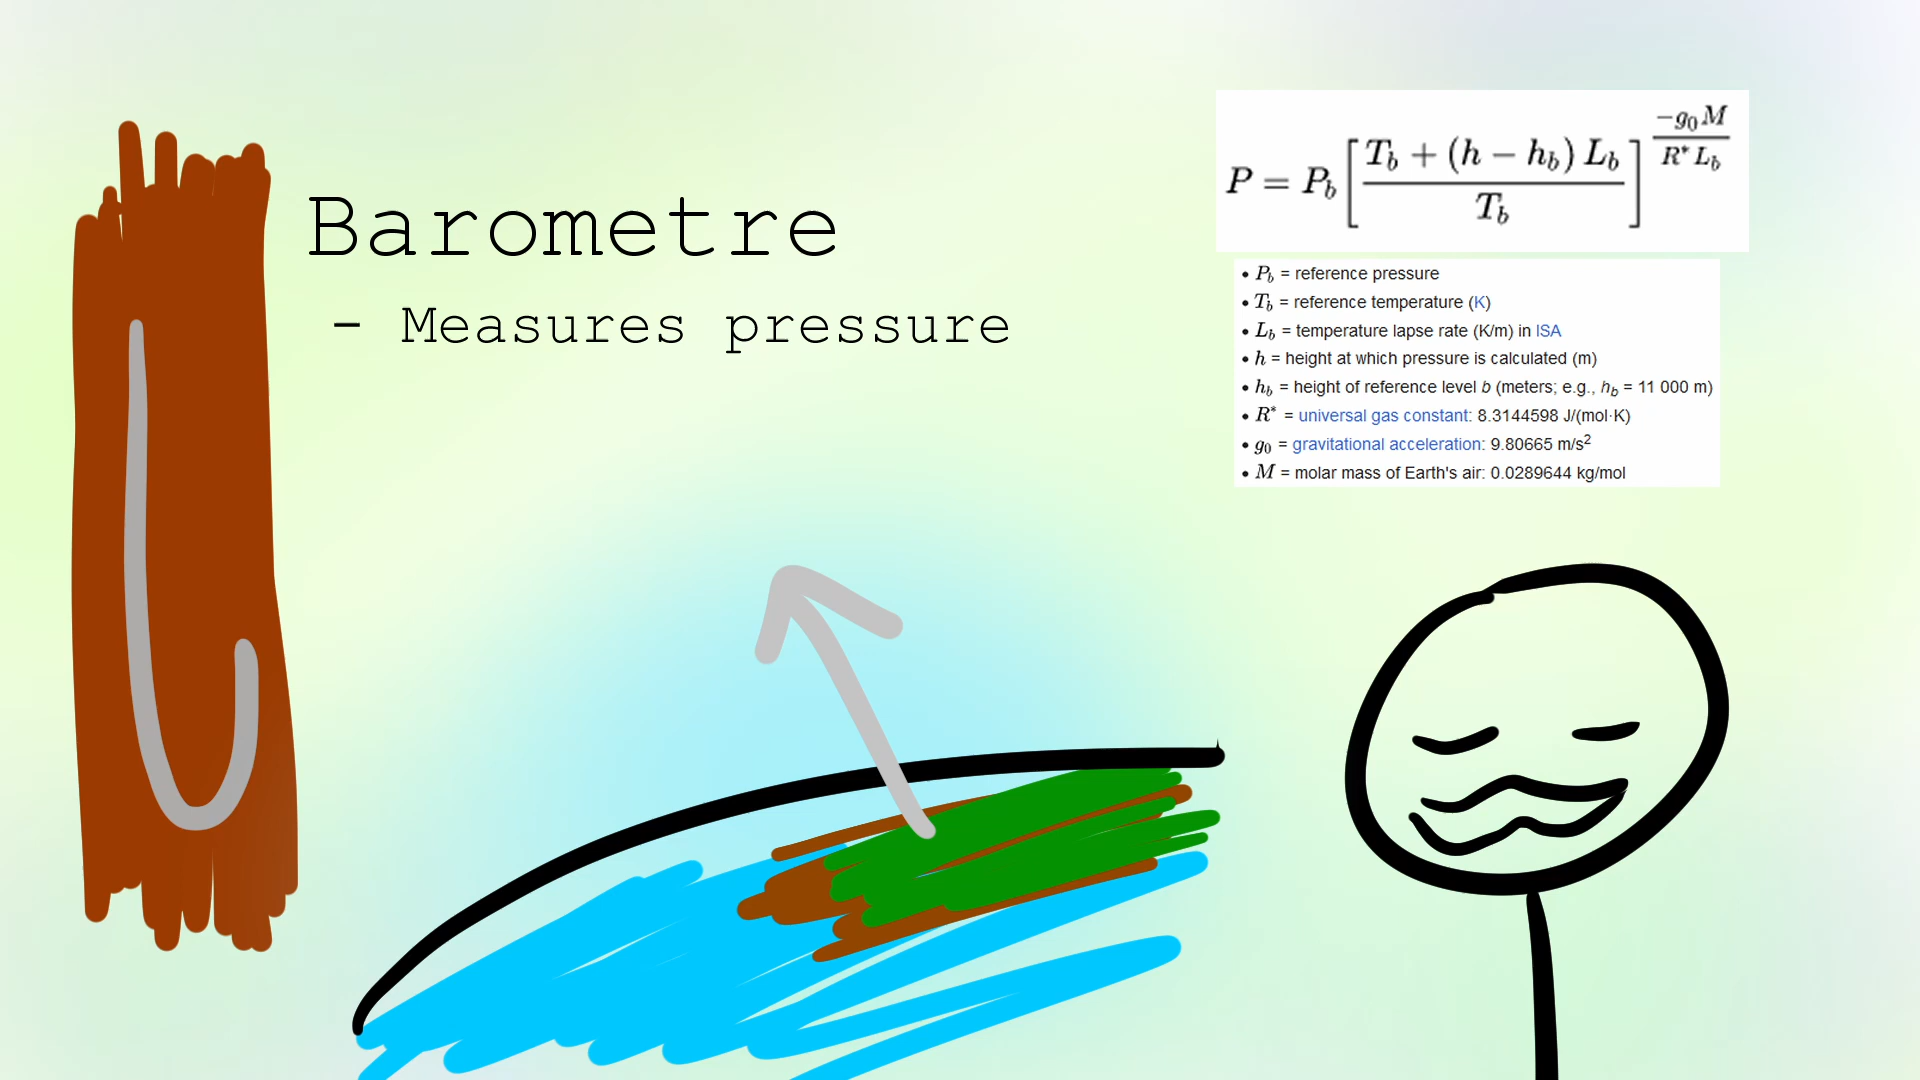 Barometre
- Measures pressure
P = P_b [ (T_b + (h − h_b) L_b) / T_b ]^(−g_0 M / R* L_b)
• P_b = reference pressure
• T_b = reference temperature (K)
• L_b = temperature lapse rate (K/m) in ISA
• h = height at which pressure is calculated (m)
• h_b = height of reference level b (meters; e.g., h_b = 11 000 m)
• R* = universal gas constant: 8.3144598 J/(mol·K)
• g_0 = gravitational acceleration: 9.80665 m/s²
• M = molar mass of Earth's air: 0.0289644 kg/mol